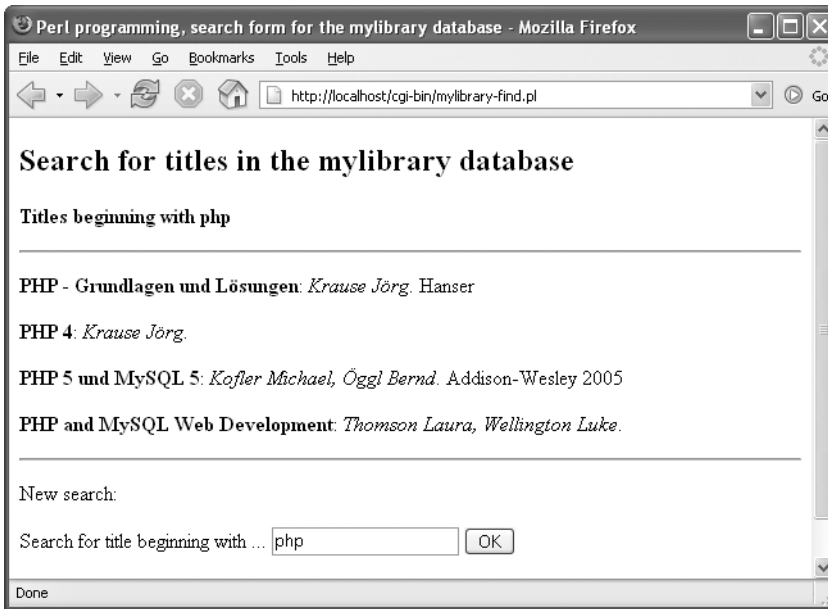 Perl programming, search form for the mylibrary database - Mozilla Firefox
File Edit View Go Bookmarks Tools Help
http://localhost/cgi-bin/mylibrary-find.pl Go
Search for titles in the mylibrary database
Titles beginning with php
PHP - Grundlagen und Lösungen: Krause Jörg. Hanser
PHP 4: Krause Jörg.
PHP 5 und MySQL 5: Kofler Michael, Öggl Bernd. Addison-Wesley 2005
PHP and MySQL Web Development: Thomson Laura, Wellington Luke.
New search:
Search for title beginning with ... php OK
Done